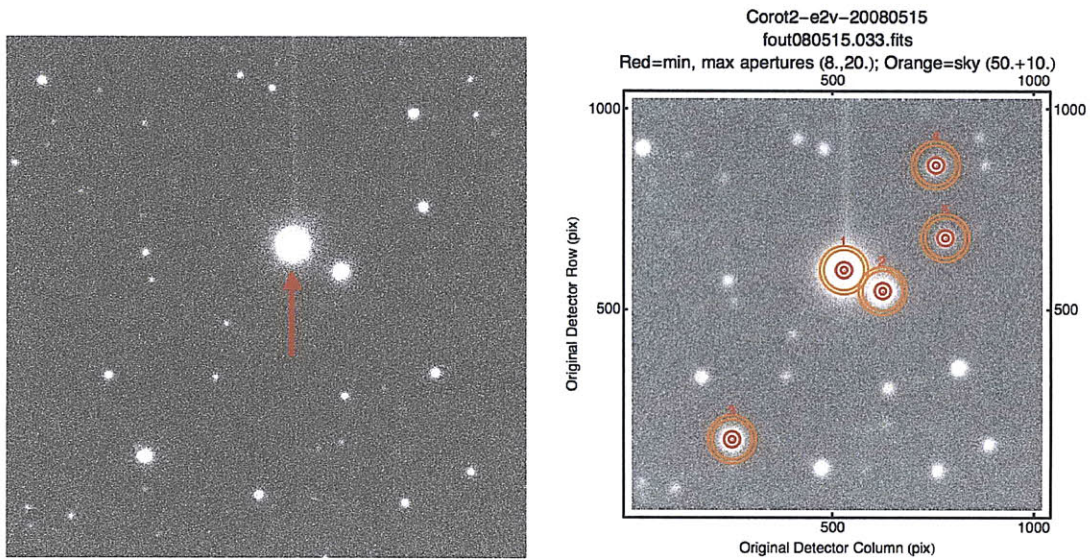 Corot2-e2v-20080515
fout080515.033.fits
Red=min, max apertures (8.,20.); Orange=sky (50.+10.)
500 1000
1000 1000
1
2
500 500
Original Detector Row (pix)
3
500 1000
Original Detector Column (pix)